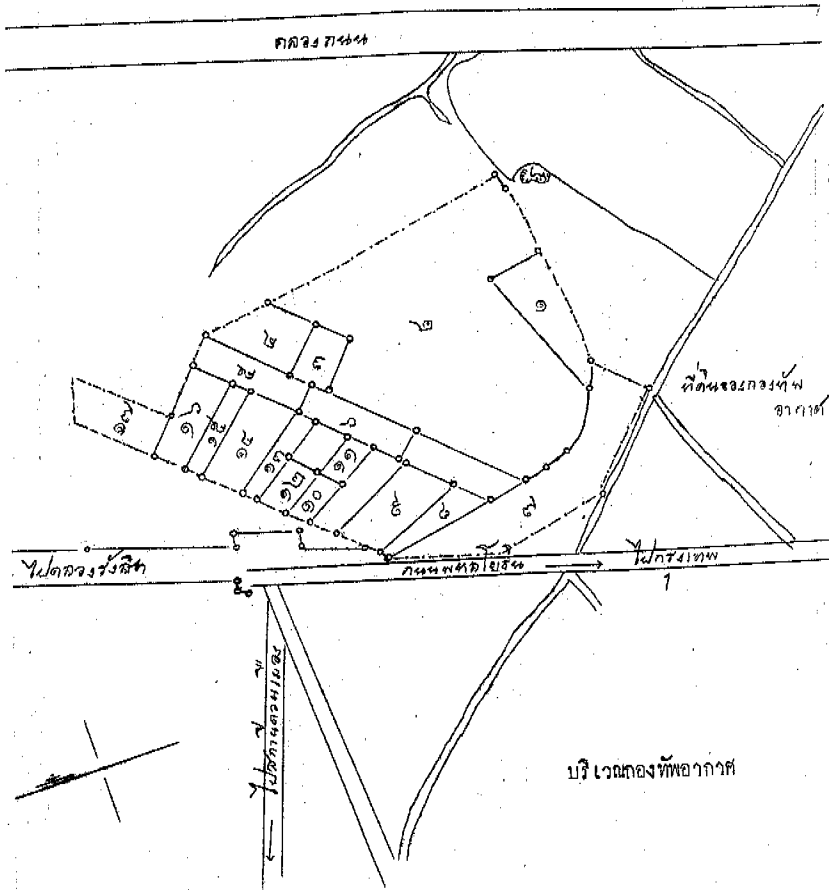 คลองถนน
๒
๑
๔
๓
๕
๖
๑๗
๑๖
๑๕
๑๔
๑๓
๑๒
๑๑
๑๐
๙
๘
๗
ที่ดินของกองทัพ
อากาศ
ไปคลองรังสิต
ถนนพหลโยธิน
ไปกรุงเทพ
1
บริเวณกองทัพอากาศ